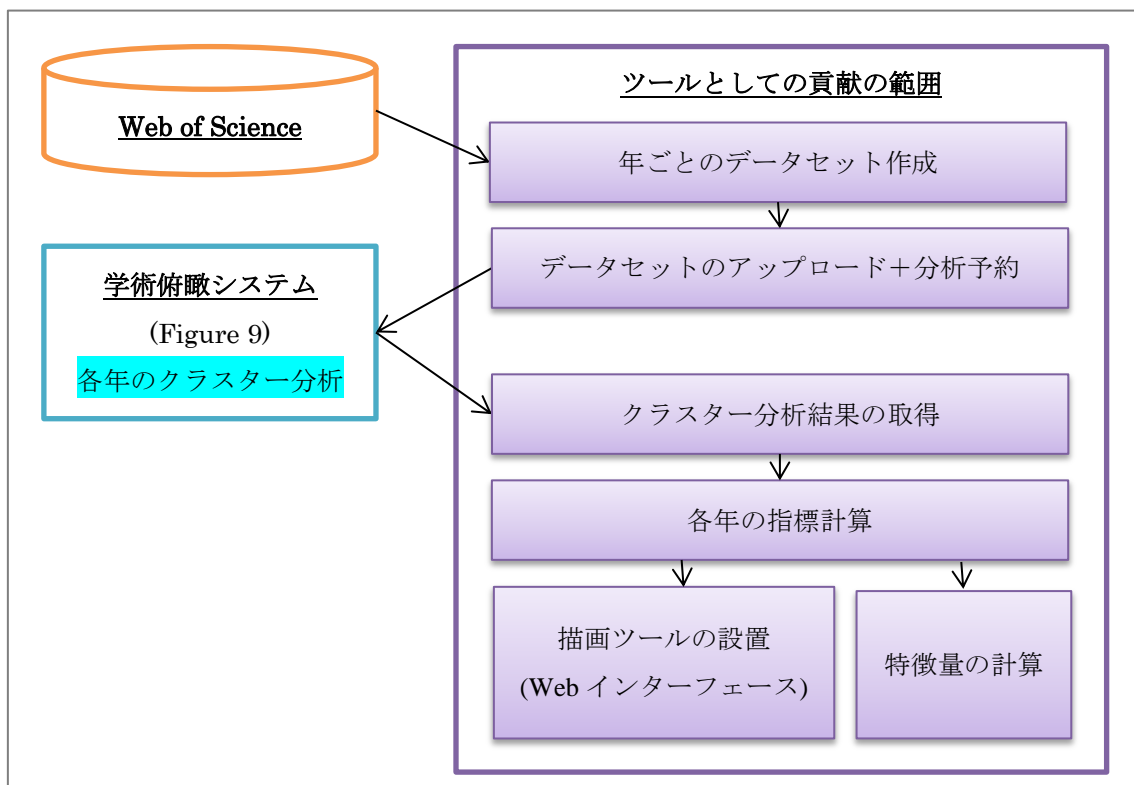 Web of Science
ツールとしての貢献の範囲
年ごとのデータセット作成
データセットのアップロード＋分析予約
学術俯瞰システム
(Figure 9)
各年のクラスター分析
クラスター分析結果の取得
各年の指標計算
描画ツールの設置
(Web インターフェース)
特徴量の計算